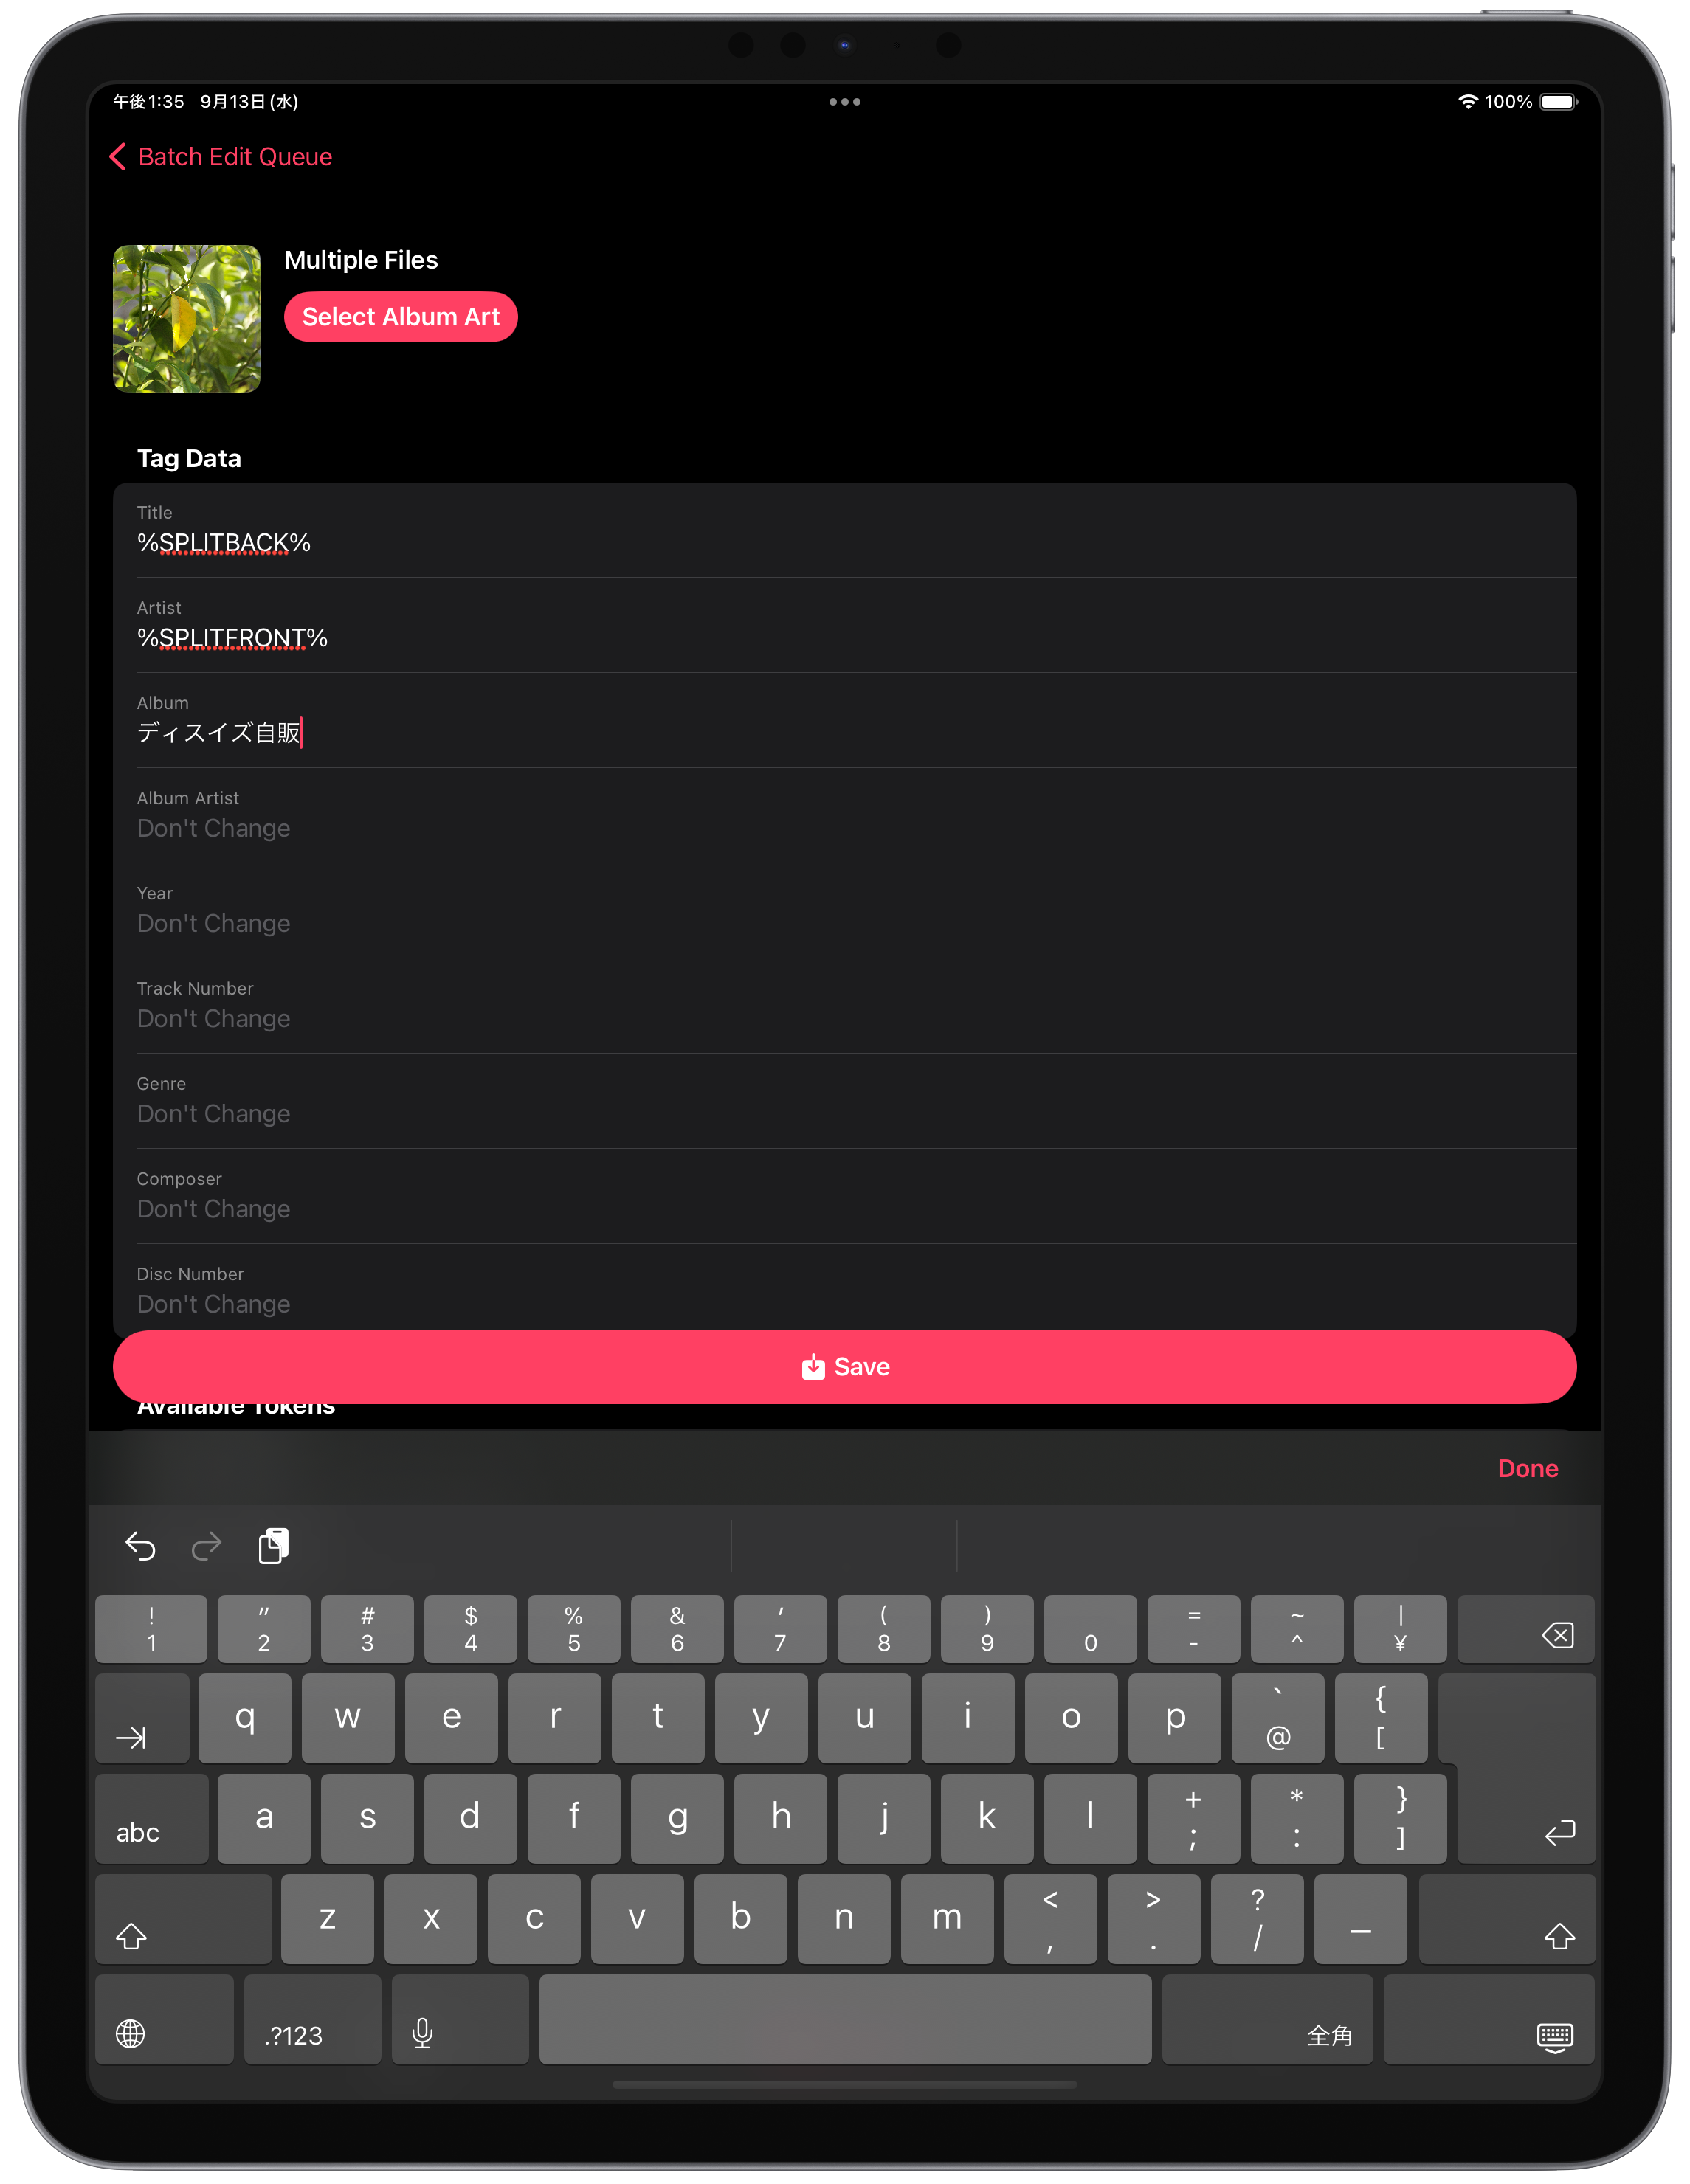 午後1:35 9月13日(水)
100%
Batch Edit Queue
Multiple Files
Select Album Art
Tag Data
Title
%SPLITBACK%
Artist
%SPLITFRONT%
Album
ディスイズ自販
Album Artist
Don't Change
Year
Don't Change
Track Number
Don't Change
Genre
Don't Change
Composer
Don't Change
Disc Number
Don't Change
Save
Available Tokens
Done
! " # $ % & ' ( ) = ~ |
1 2 3 4 5 6 7 8 9 0 - ^ ¥
q w e r t y u i o p ` @ { [
abc a s d f g h j k l + ; * : } ]
z x c v b n m < , > . ? / _
.?123 全角